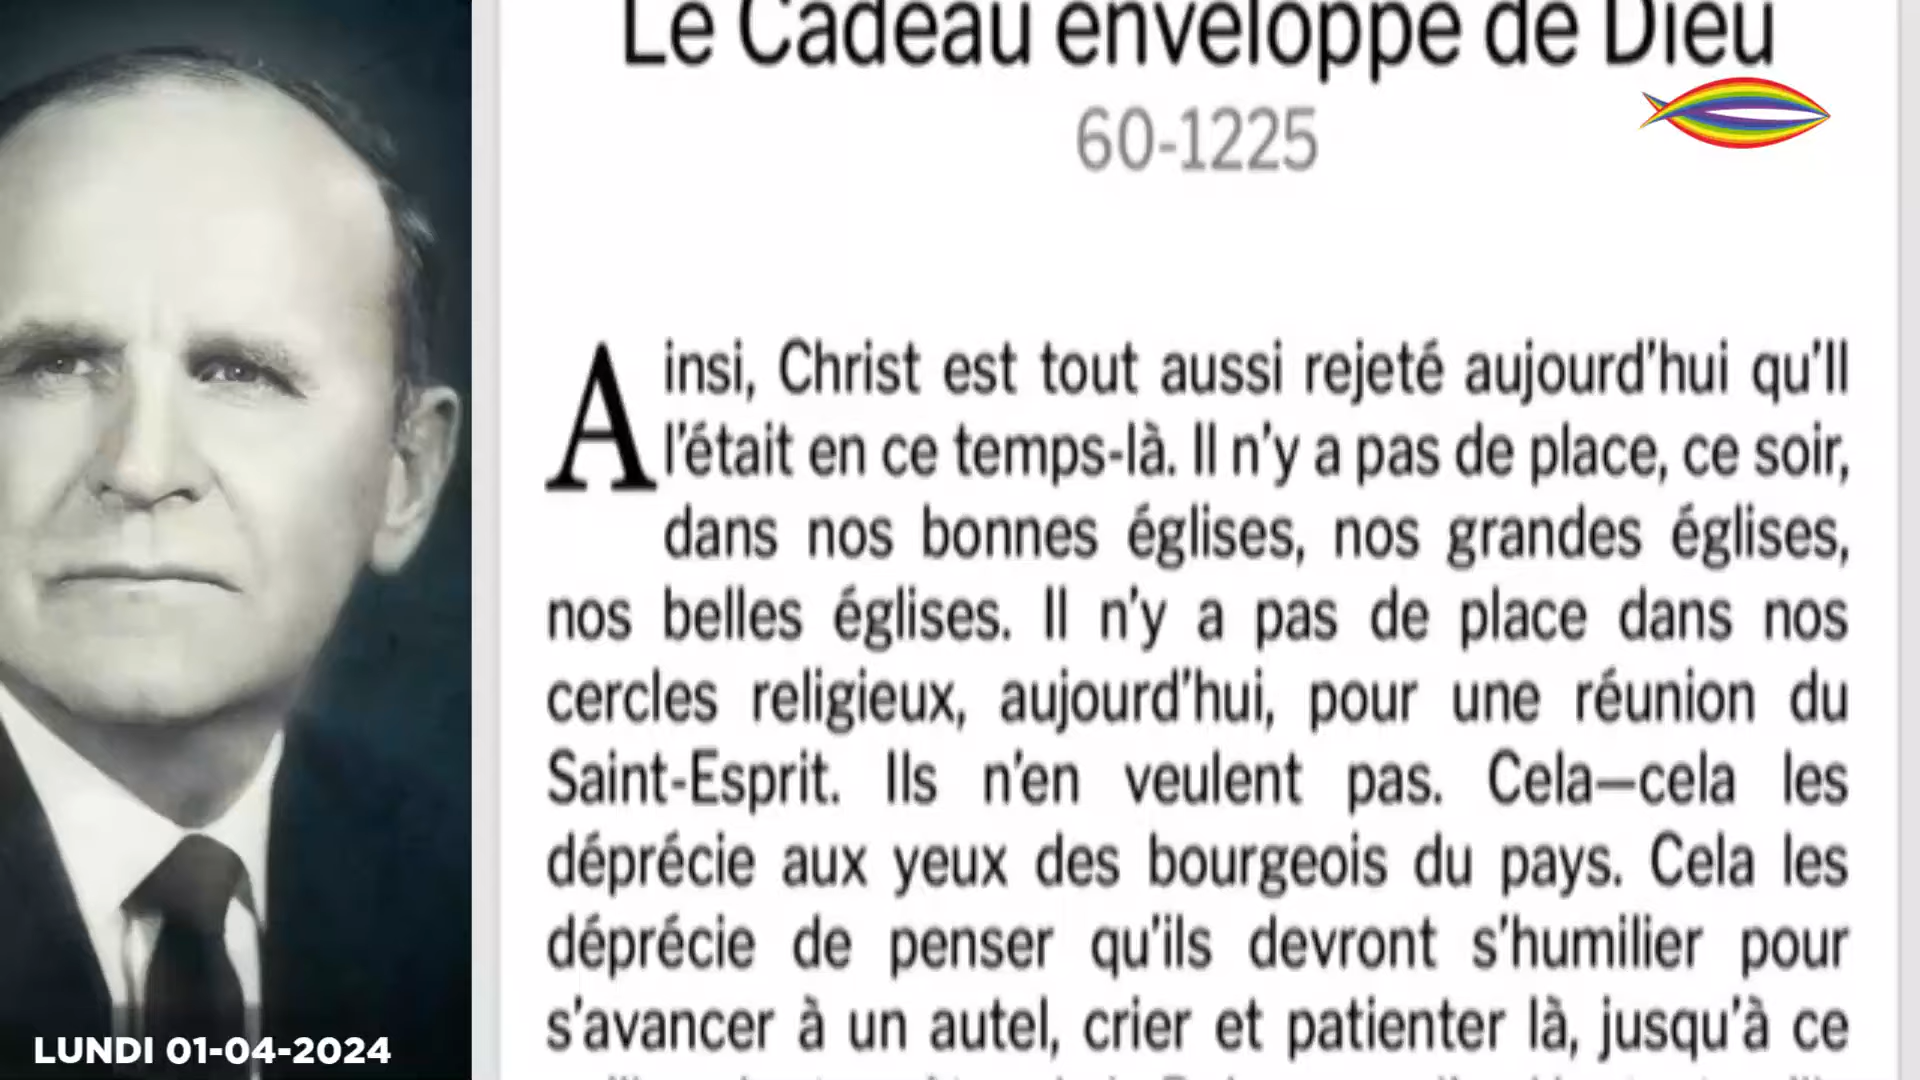 Le Cadeau enveloppé de Dieu
60-1225
Ainsi, Christ est tout aussi rejeté aujourd'hui qu'Il
l'était en ce temps-là. Il n'y a pas de place, ce soir,
dans nos bonnes églises, nos grandes églises,
nos belles églises. Il n'y a pas de place dans nos
cercles religieux, aujourd'hui, pour une réunion du
Saint-Esprit. Ils n'en veulent pas. Cela—cela les
déprécie aux yeux des bourgeois du pays. Cela les
déprécie de penser qu'ils devront s'humilier pour
s'avancer à un autel, crier et patienter là, jusqu'à ce
LUNDI 01-04-2024